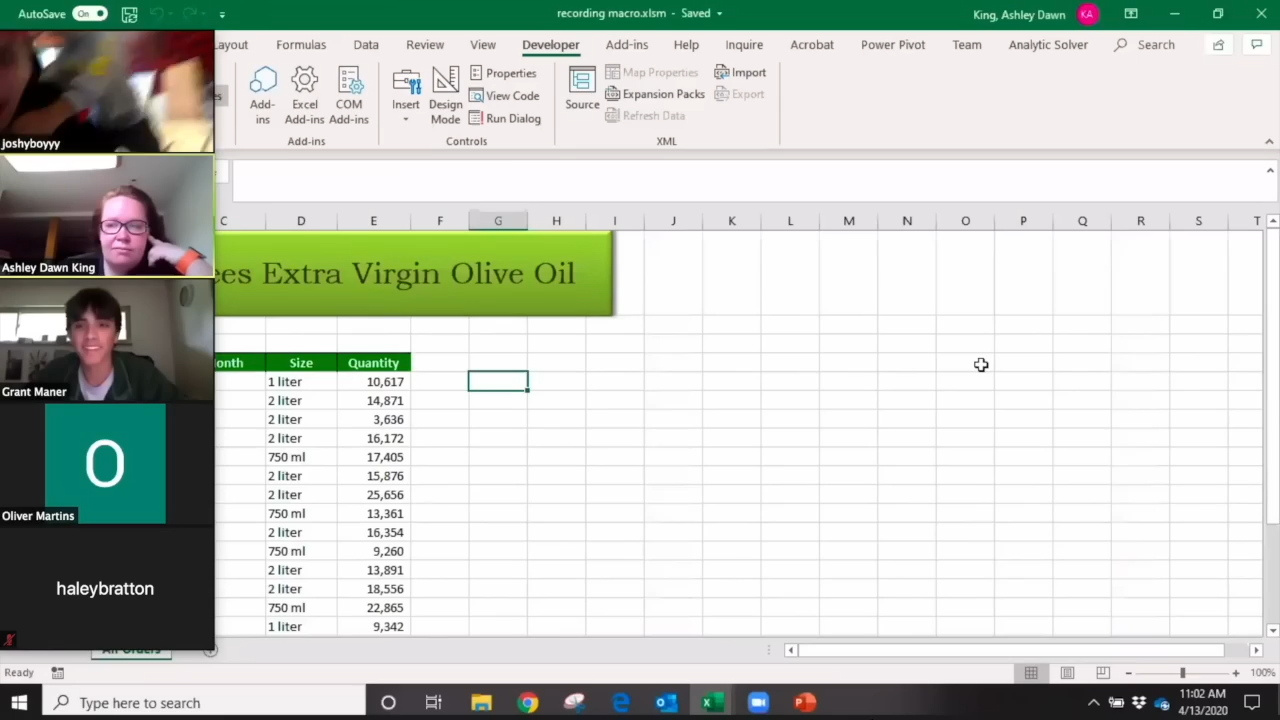 AutoSave On recording macro.xlsm - Saved King, Ashley Dawn KA
Layout Formulas Data Review View Developer Add-ins Help Inquire Acrobat Power Pivot Team Analytic Solver Search
Add-
ins
Excel
Add-ins
COM
Add-ins
Add-ins
Insert
Design
Mode
Properties
View Code
Run Dialog
Controls
Source
Map Properties
Expansion Packs
Refresh Data
Import
Export
XML
joshyboyyy
Ashley Dawn King
Grant Maner
O
Oliver Martins
haleybratton
C D E F G H I J K L M N O P Q R S T
ees Extra Virgin Olive Oil
onth Size Quantity
1 liter 10,617
2 liter 14,871
2 liter 3,636
2 liter 16,172
750 ml 17,405
2 liter 15,876
2 liter 25,656
750 ml 13,361
2 liter 16,354
750 ml 9,260
2 liter 13,891
2 liter 18,556
750 ml 22,865
1 liter 9,342
All Orders
Ready 100%
Type here to search
11:02 AM
4/13/2020